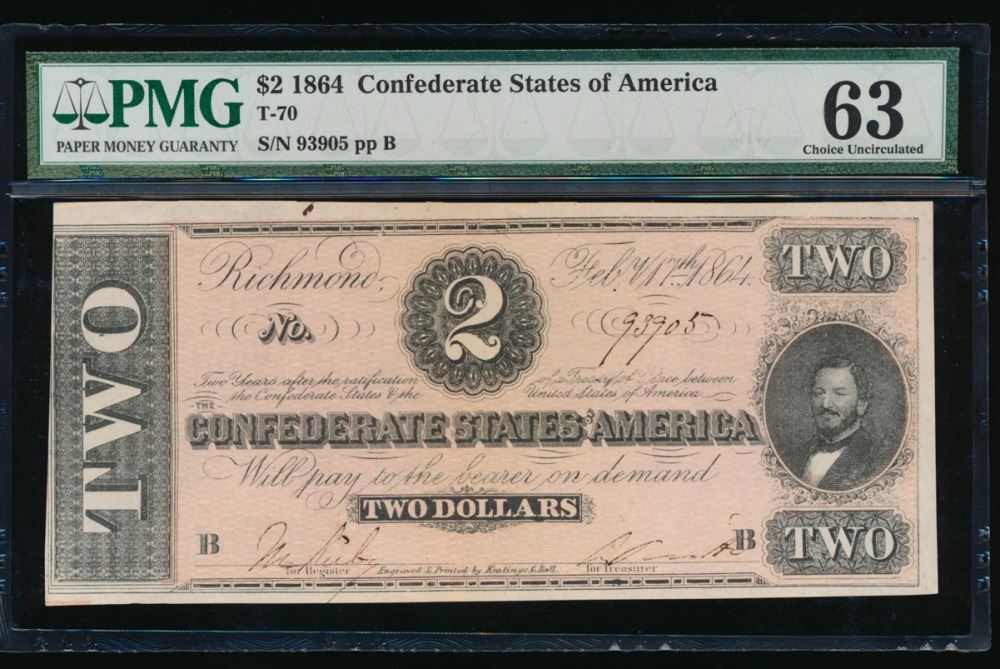 PMG
PAPER MONEY GUARANTY
$2 1864 Confederate States of America
T-70
S/N 93905 pp B
63
Choice Uncirculated
TWO
Richmond,
2
Feb. 17th 1864.
TWO
No.
93905
Two Years after the ratification of a Treaty of Peace between
the Confederate States & the United States of America
THE
CONFEDERATE STATES OF AMERICA
Will pay to the bearer on demand
TWO DOLLARS
B
B
for Register
Engraved & Printed by Keatinge & Ball.
for Treasurer
TWO